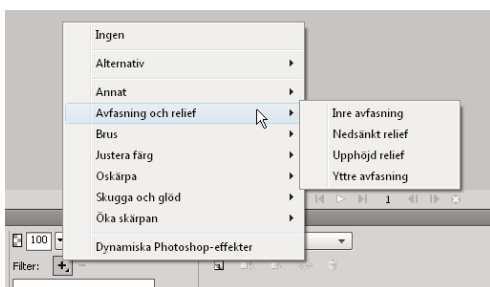 Ingen
Alternativ
Annat
Avfasning och relief
Brus
Justera färg
Oskärpa
Skugga och glöd
Öka skärpan
Dynamiska Photoshop-effekter
Inre avfasning
Nedsänkt relief
Upphöjd relief
Yttre avfasning
1
100
Filter: